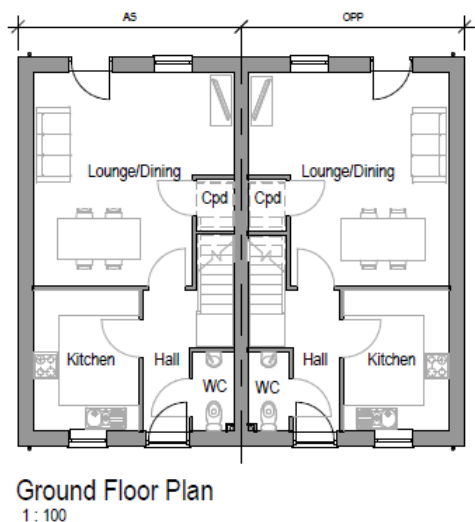 AS OPP
Lounge/Dining Lounge/Dining
Cpd Cpd
Kitchen Hall Hall Kitchen
WC WC
Ground Floor Plan
1 : 100